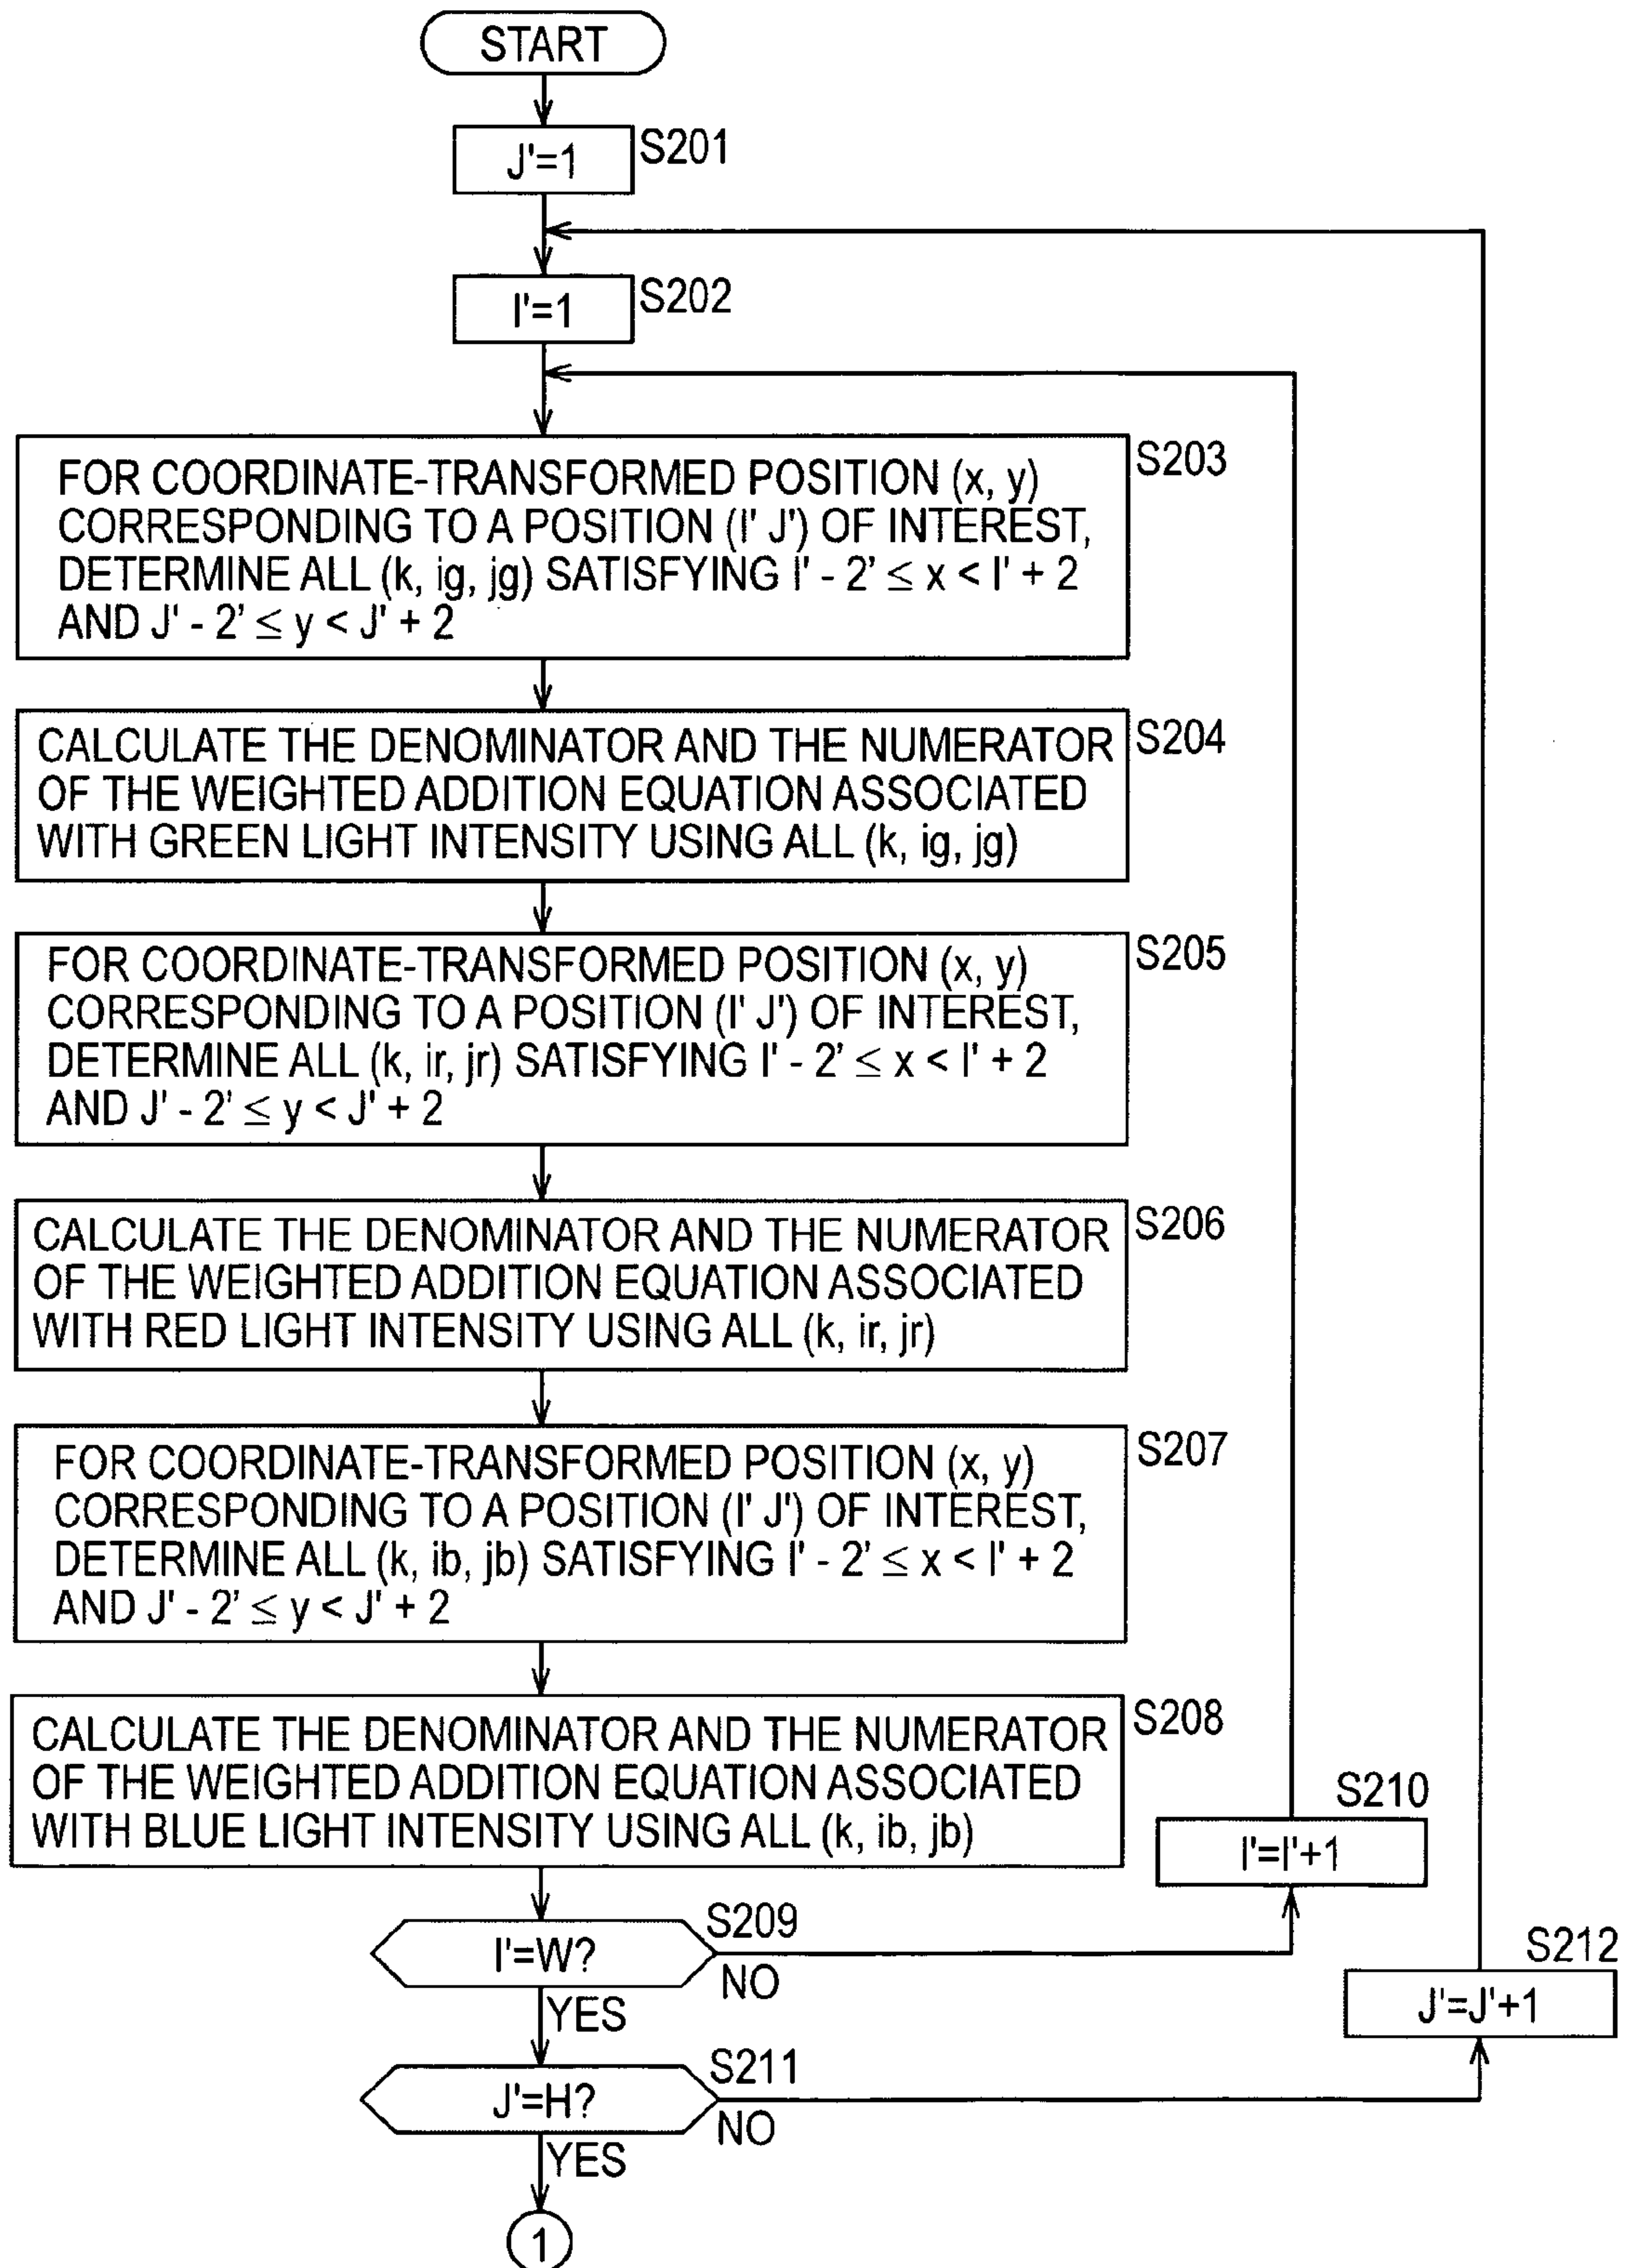 START
J'=1
S201
I'=1
S202
S203
FOR COORDINATE-TRANSFORMED POSITION (x, y)
CORRESPONDING TO A POSITION (I' J') OF INTEREST,
DETERMINE ALL (k, ig, jg) SATISFYING I' - 2' ≤ x < I' + 2
AND J' - 2' ≤ y < J' + 2
S204
CALCULATE THE DENOMINATOR AND THE NUMERATOR
OF THE WEIGHTED ADDITION EQUATION ASSOCIATED
WITH GREEN LIGHT INTENSITY USING ALL (k, ig, jg)
S205
FOR COORDINATE-TRANSFORMED POSITION (x, y)
CORRESPONDING TO A POSITION (I' J') OF INTEREST,
DETERMINE ALL (k, ir, jr) SATISFYING I' - 2' ≤ x < I' + 2
AND J' - 2' ≤ y < J' + 2
S206
CALCULATE THE DENOMINATOR AND THE NUMERATOR
OF THE WEIGHTED ADDITION EQUATION ASSOCIATED
WITH RED LIGHT INTENSITY USING ALL (k, ir, jr)
S207
FOR COORDINATE-TRANSFORMED POSITION (x, y)
CORRESPONDING TO A POSITION (I' J') OF INTEREST,
DETERMINE ALL (k, ib, jb) SATISFYING I' - 2' ≤ x < I' + 2
AND J' - 2' ≤ y < J' + 2
S208
CALCULATE THE DENOMINATOR AND THE NUMERATOR
OF THE WEIGHTED ADDITION EQUATION ASSOCIATED
WITH BLUE LIGHT INTENSITY USING ALL (k, ib, jb)
S210
I'=I'+1
S209
I'=W?
NO
YES
S212
J'=J'+1
S211
J'=H?
NO
YES
1